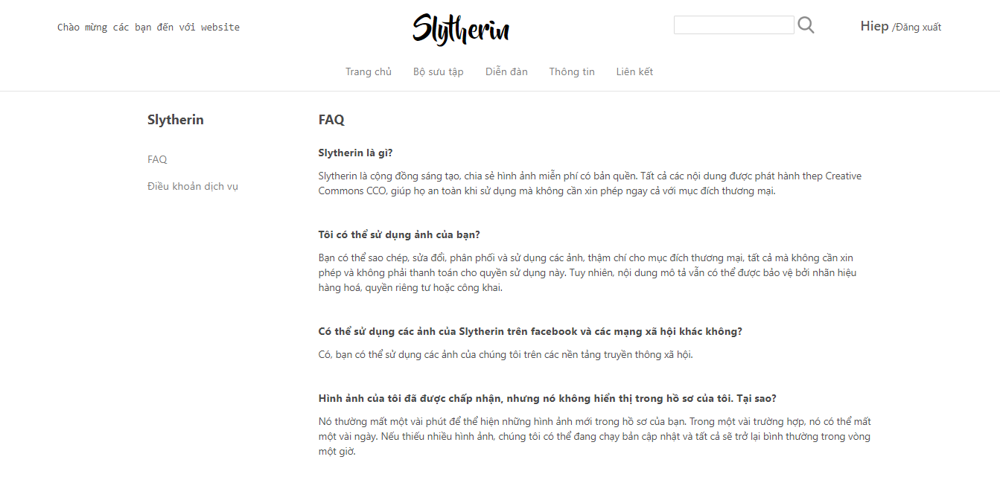 Chào mừng các bạn đến với website
Slytherin
Hiep /Đăng xuất
Trang chủ Bộ sưu tập Diễn đàn Thông tin Liên kết
Slytherin
FAQ
Điều khoản dịch vụ
FAQ
Slytherin là gì?
Slytherin là cộng đồng sáng tạo, chia sẻ hình ảnh miễn phí có bản quền. Tất cả các nội dung được phát hành thep Creative
Commons CCO, giúp họ an toàn khi sử dụng mà không cần xin phép ngay cả với mục đích thương mại.
Tôi có thể sử dụng ảnh của bạn?
Bạn có thể sao chép, sửa đổi, phân phối và sử dụng các ảnh, thậm chí cho mục đích thương mại, tất cả mà không cần xin
phép và không phải thanh toán cho quyền sử dụng này. Tuy nhiên, nội dung mô tả vẫn có thể được bảo vệ bởi nhãn hiệu
hàng hoá, quyền riêng tư hoặc công khai.
Có thể sử dụng các ảnh của Slytherin trên facebook và các mạng xã hội khác không?
Có, bạn có thể sử dụng các ảnh của chúng tôi trên các nền tảng truyền thông xã hội.
Hình ảnh của tôi đã được chấp nhận, nhưng nó không hiển thị trong hồ sơ của tôi. Tại sao?
Nó thường mất một vài phút để thể hiện những hình ảnh mới trong hồ sơ của bạn. Trong một vài trường hợp, nó có thể mất
một vài ngày. Nếu thiếu nhiều hình ảnh, chúng tôi có thể đang chạy bản cập nhật và tất cả sẽ trở lại bình thường trong vòng
một giờ.